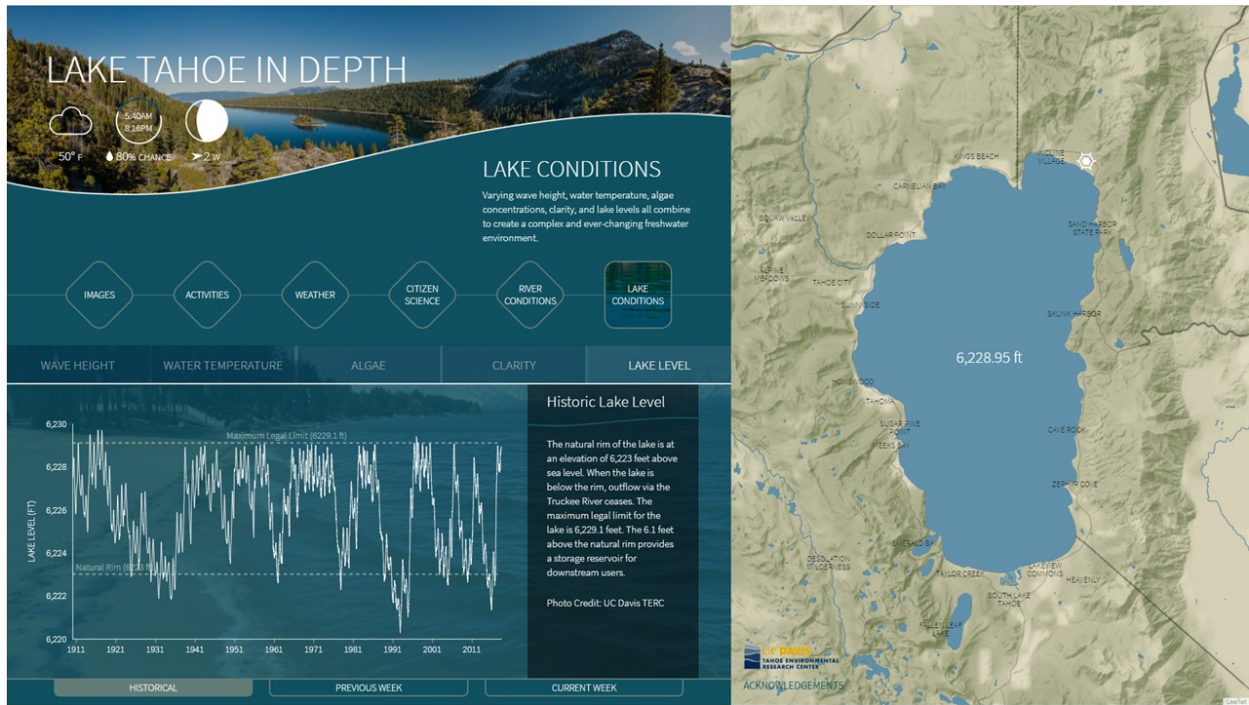 LAKE TAHOE IN DEPTH
5:40AM
8:16PM
50° F
80% CHANCE
2 W
LAKE CONDITIONS
Varying wave height, water temperature, algae
concentrations, clarity, and lake levels all combine
to create a complex and ever-changing freshwater
environment.
IMAGES
ACTIVITIES
WEATHER
CITIZEN
SCIENCE
RIVER
CONDITIONS
LAKE
CONDITIONS
WAVE HEIGHT
WATER TEMPERATURE
ALGAE
CLARITY
LAKE LEVEL
LAKE LEVEL (FT)
6,230
6,228
6,226
6,224
6,222
6,220
Maximum Legal Limit (6229.1 ft)
Natural Rim (6223 ft)
1911
1921
1931
1941
1951
1961
1971
1981
1991
2001
2011
Historic Lake Level
The natural rim of the lake is at
an elevation of 6,223 feet above
sea level. When the lake is
below the rim, outflow via the
Truckee River ceases. The
maximum legal limit for the
lake is 6,229.1 feet. The 6.1 feet
above the natural rim provides
a storage reservoir for
downstream users.
Photo Credit: UC Davis TERC
HISTORICAL
PREVIOUS WEEK
CURRENT WEEK
KINGS BEACH
INCLINE
VILLAGE
CARNELIAN BAY
SQUAW VALLEY
SAND HARBOR
STATE PARK
DOLLAR POINT
ALPINE
MEADOWS
TAHOE CITY
SUNNYSIDE
SKUNK HARBOR
6,228.95 ft
HOMEWOOD
TAHOMA
SUGAR PINE
POINT
MEEKS BAY
CAVE ROCK
ZEPHYR COVE
EMERALD BAY
DESOLATION
WILDERNESS
TAYLOR CREEK
LAKEVIEW
COMMONS
HEAVENLY
SOUTH LAKE
TAHOE
FALLEN LEAF
LAKE
UC DAVIS
TAHOE ENVIRONMENTAL
RESEARCH CENTER
ACKNOWLEDGEMENTS
Leaflet